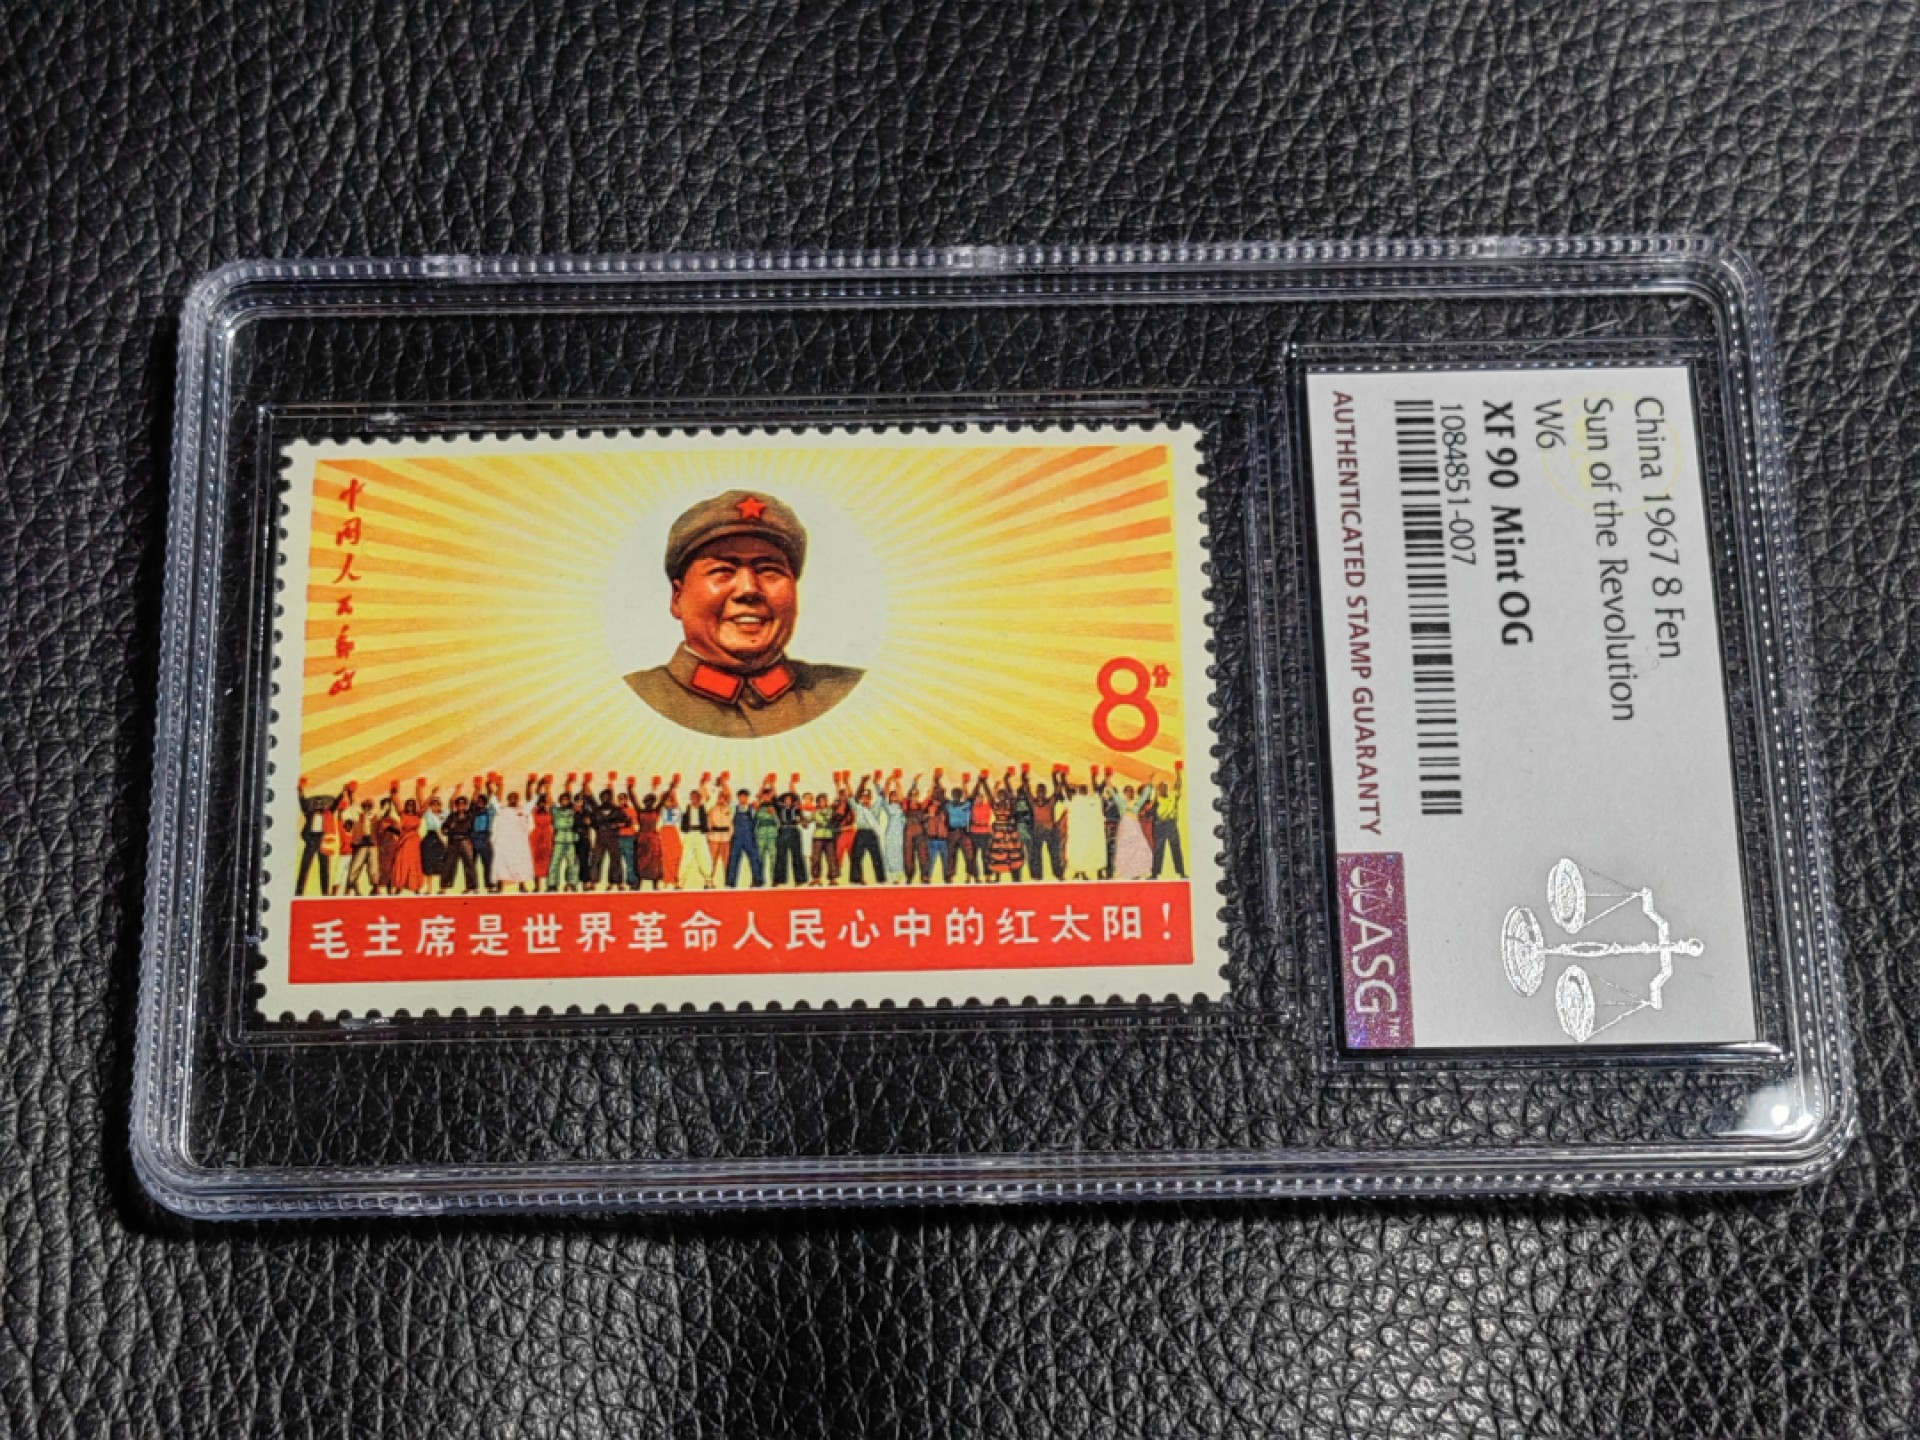 中国人民邮政
8分
毛主席是世界革命人民心中的红太阳！
China 1967 8 Fen
Sun of the Revolution
W6
XF 90 Mint OG
1084851-007
AUTHENTICATED STAMP GUARANTY
ASG™